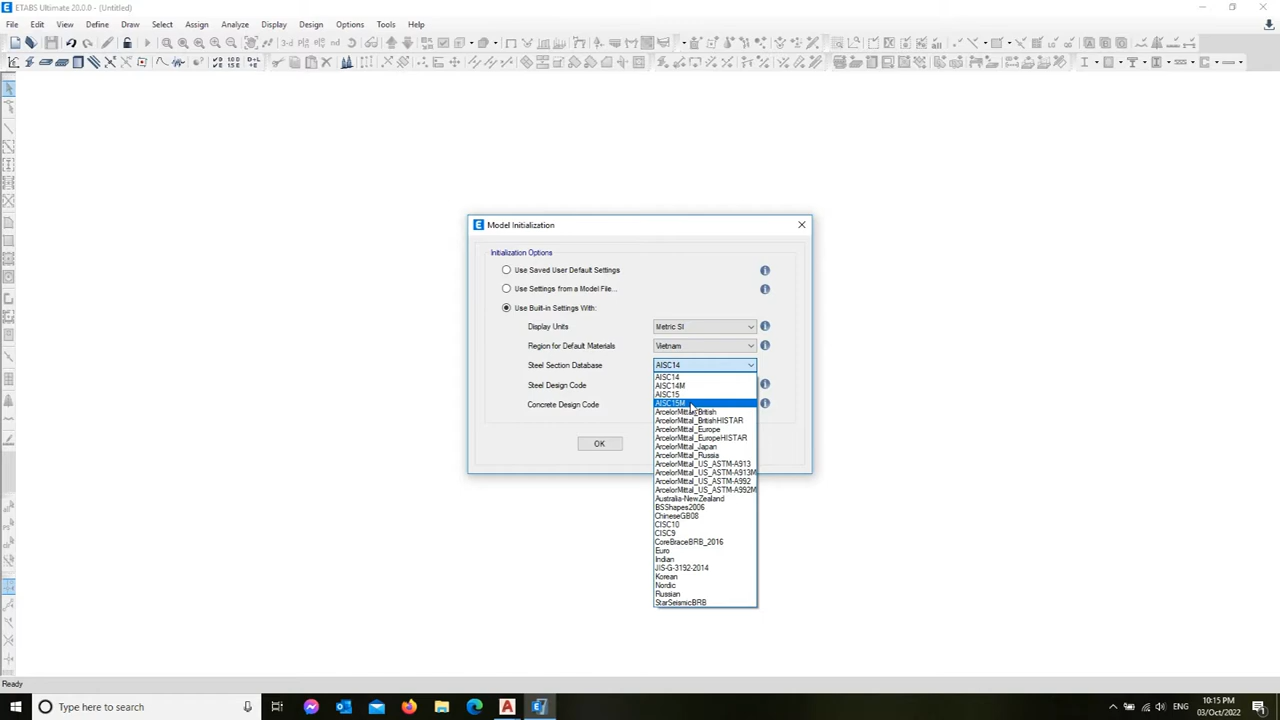 ETABS Ultimate 20.0.0 - (Untitled)
File Edit View Define Draw Select Assign Analyze Display Design Options Tools Help
3-d
Model Initialization
Initialization Options
Use Saved User Default Settings
Use Settings from a Model File...
Use Built-in Settings With:
Display Units Metric SI
Region for Default Materials Vietnam
Steel Section Database AISC14
Steel Design Code
Concrete Design Code
OK
AISC14
AISC14M
AISC15
AISC15M
ArcelorMittal_British
ArcelorMittal_BritishHISTAR
ArcelorMittal_Europe
ArcelorMittal_EuropeHISTAR
ArcelorMittal_Japan
ArcelorMittal_Russia
ArcelorMittal_US_ASTM-A913
ArcelorMittal_US_ASTM-A913M
ArcelorMittal_US_ASTM-A992
ArcelorMittal_US_ASTM-A992M
Australia-NewZealand
BSShapes2006
ChineseGB08
CISC10
CISC9
CoreBraceBRB_2016
Euro
Indian
JIS-G-3192-2014
Korean
Nordic
Russian
StarSeismicBRB
Ready
Type here to search
ENG
10:15 PM
03/Oct/2022